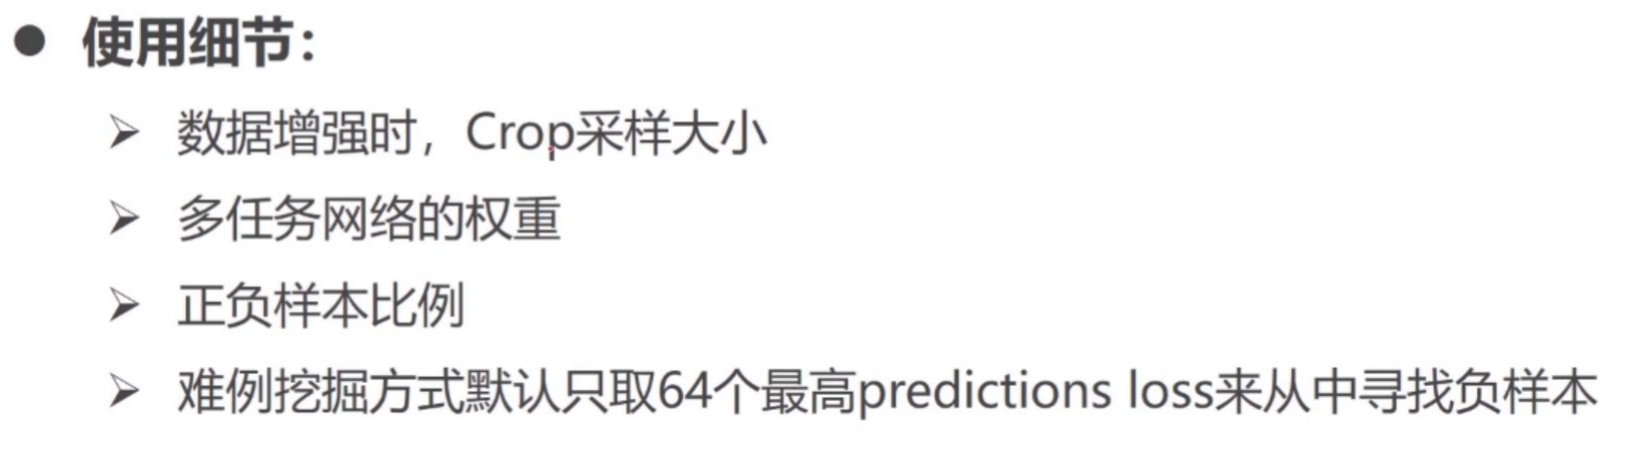 ● 使用细节：
➢ 数据增强时，Crop采样大小
➢ 多任务网络的权重
➢ 正负样本比例
➢ 难例挖掘方式默认只取64个最高predictions loss来从中寻找负样本